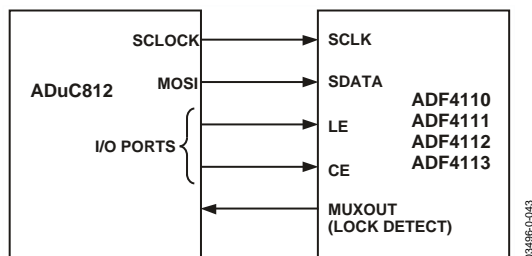 SCLOCK
MOSI
ADuC812
I/O PORTS
SCLK
SDATA
LE
CE
MUXOUT
(LOCK DETECT)
ADF4110
ADF4111
ADF4112
ADF4113
03496-0-043